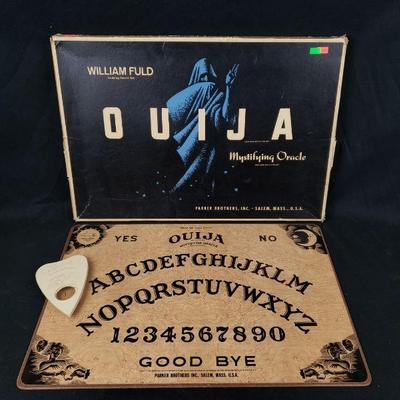 WILLIAM FULD
OUIJA
Mystifying Oracle
PARKER BROTHERS, INC. · SALEM, MASS., U.S.A.
YES
OUIJA
NO
ABCDEFGHIJKLM
NOPQRSTUVWXYZ
1234567890
GOOD BYE
PARKER BROTHERS INC. SALEM, MASS. U.S.A.